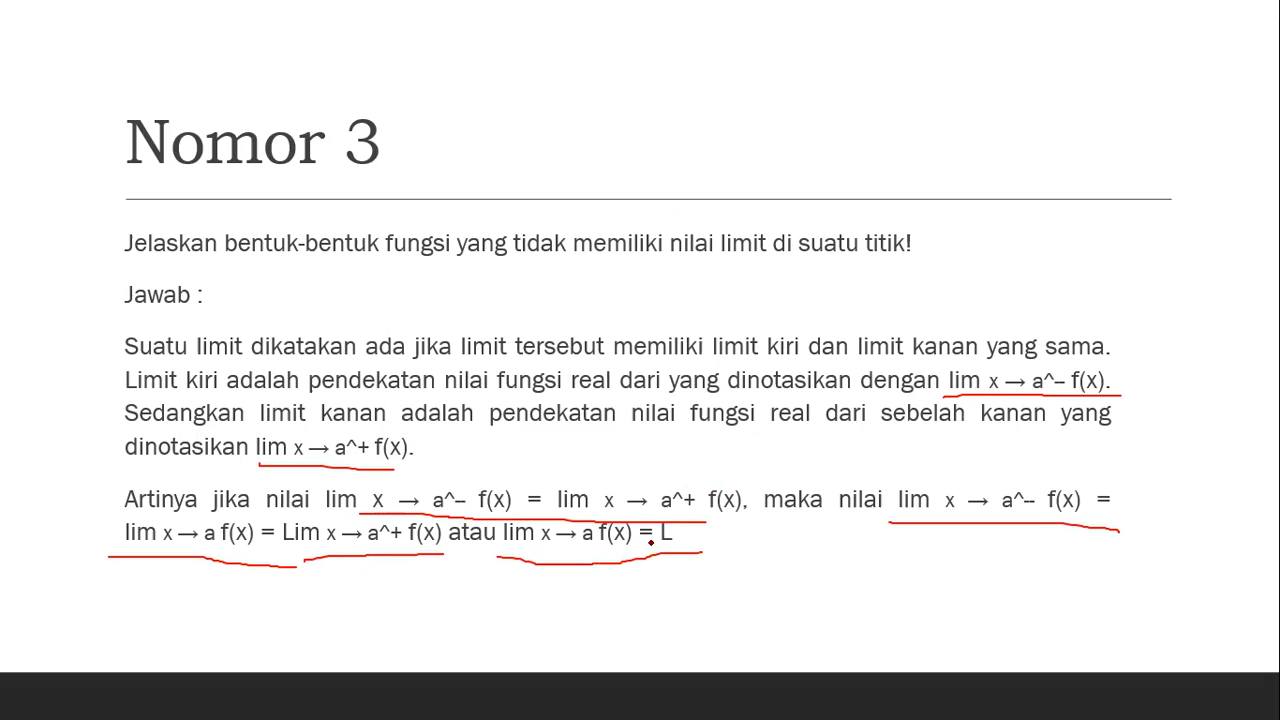 Nomor 3
Jelaskan bentuk-bentuk fungsi yang tidak memiliki nilai limit di suatu titik!
Jawab :
Suatu limit dikatakan ada jika limit tersebut memiliki limit kiri dan limit kanan yang sama.
Limit kiri adalah pendekatan nilai fungsi real dari yang dinotasikan dengan lim x → a^– f(x).
Sedangkan limit kanan adalah pendekatan nilai fungsi real dari sebelah kanan yang
dinotasikan lim x → a^+ f(x).
Artinya jika nilai lim x → a^– f(x) = lim x → a^+ f(x), maka nilai lim x → a^– f(x) =
lim x → a f(x) = Lim x → a^+ f(x) atau lim x → a f(x) = L